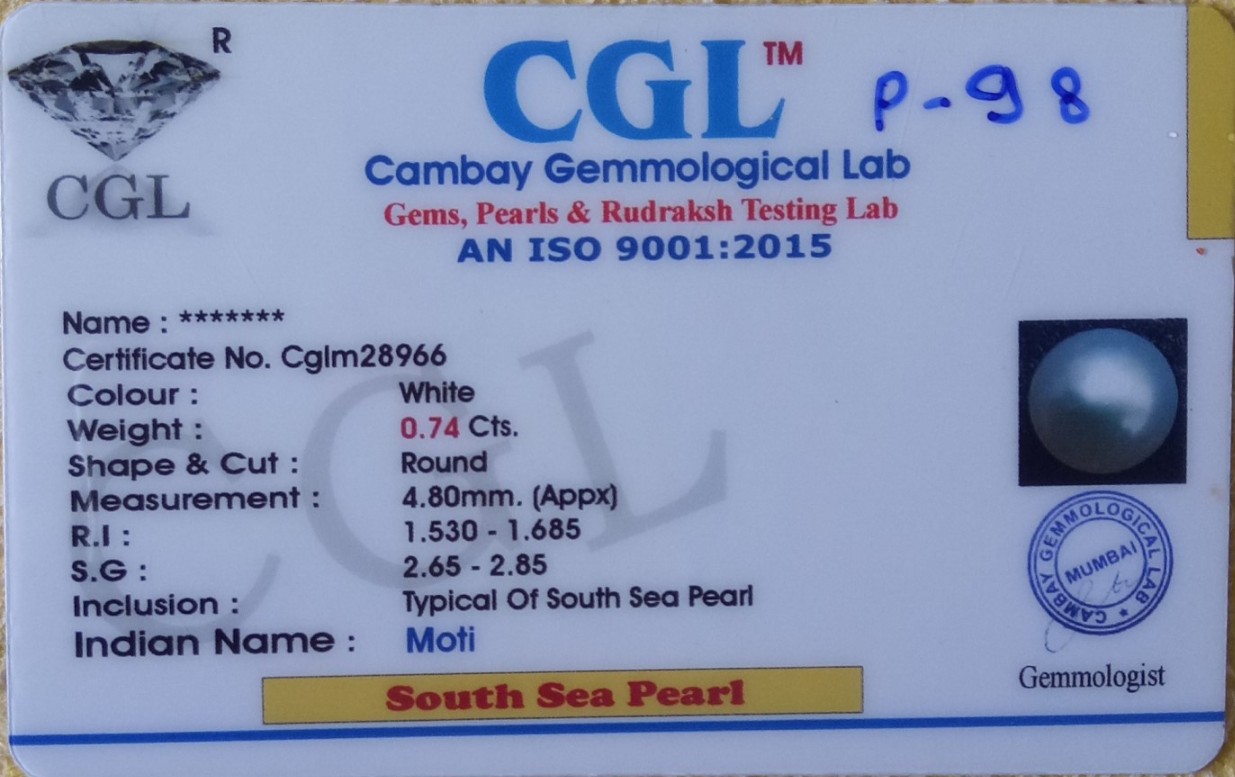 R
CGL
CGL™
P-98
Cambay Gemmological Lab
Gems, Pearls & Rudraksh Testing Lab
AN ISO 9001:2015
Name : *******
Certificate No. Cglm28966
Colour : White
Weight : 0.74 Cts.
Shape & Cut : Round
Measurement : 4.80mm. (Appx)
R.I : 1.530 - 1.685
S.G : 2.65 - 2.85
Inclusion : Typical Of South Sea Pearl
Indian Name : Moti
South Sea Pearl
CAMBAY GEMMOLOGICAL LAB ★
MUMBAI
Gemmologist
CGL